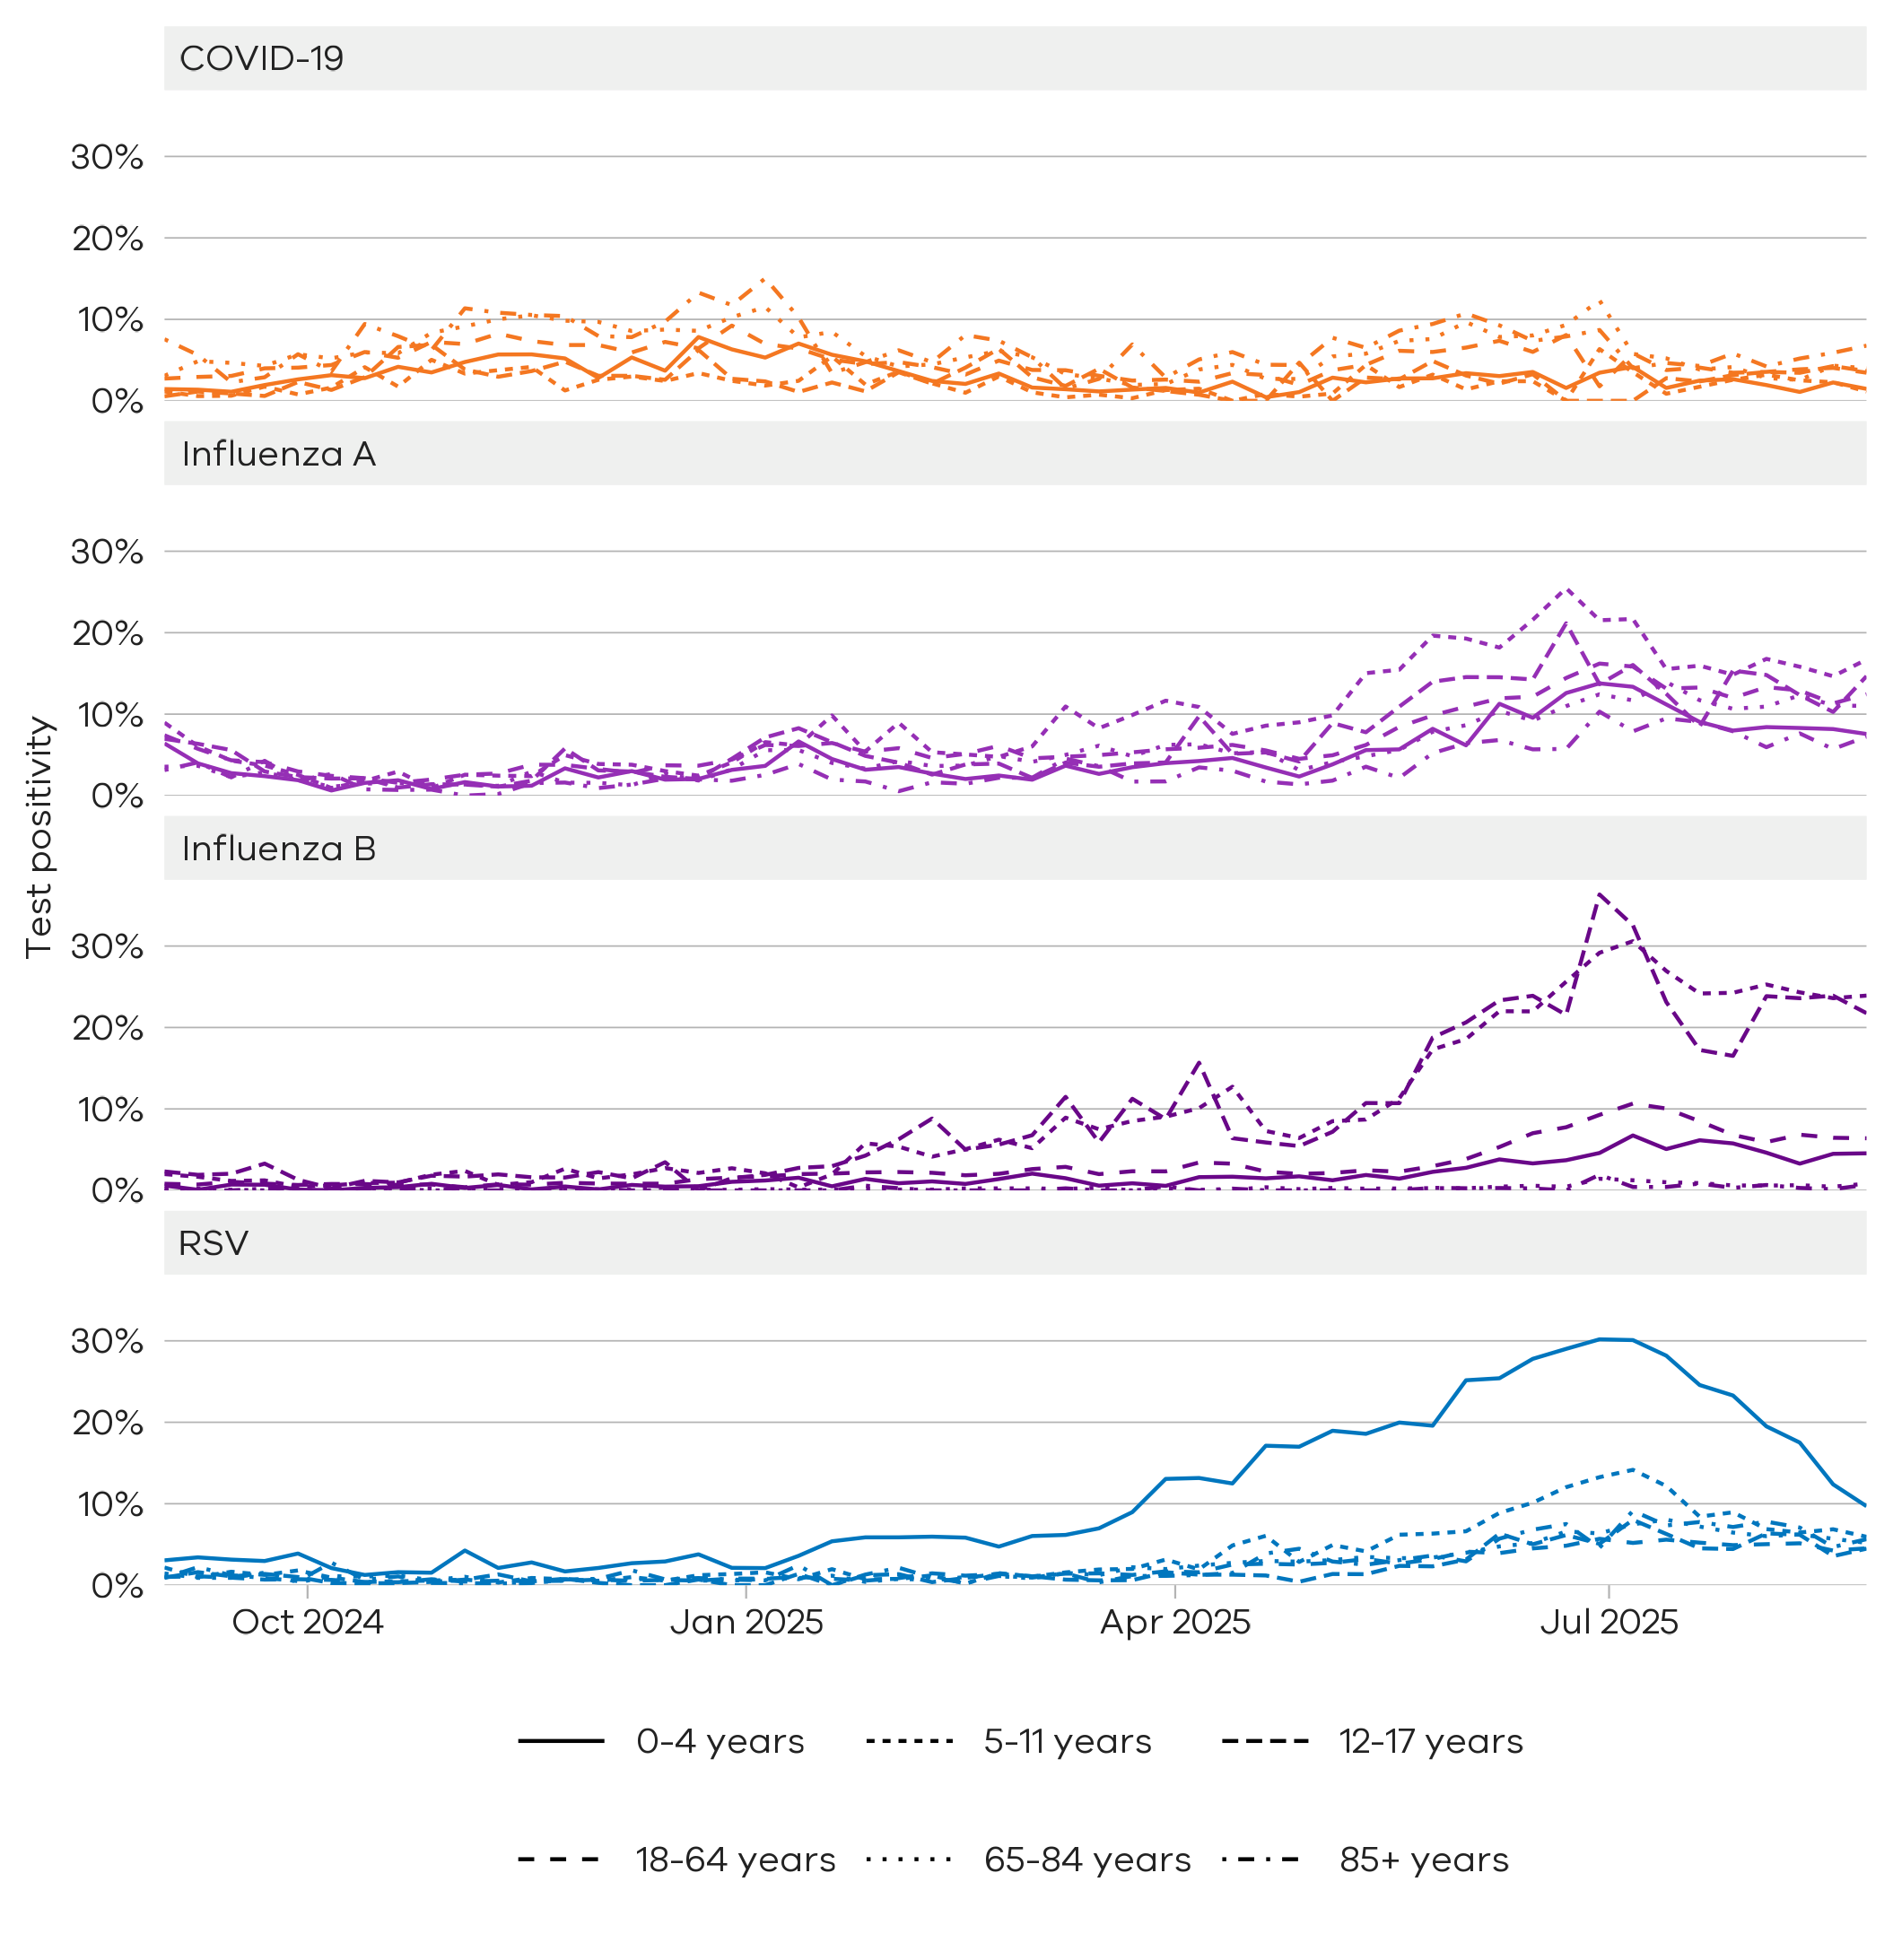 COVID-19
30%
20%
10%
0%
Influenza A
30%
20%
10%
0%
Test positivity
Influenza B
30%
20%
10%
0%
RSV
30%
20%
10%
0%
Oct 2024 Jan 2025 Apr 2025 Jul 2025
0-4 years 5-11 years 12-17 years
18-64 years 65-84 years 85+ years